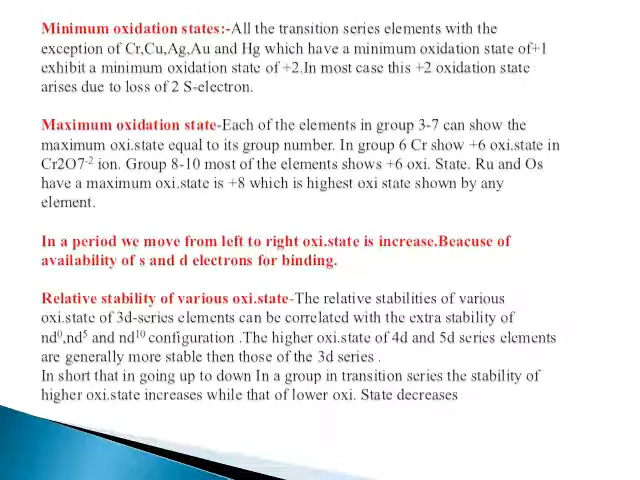 Minimum oxidation states:-All the transition series elements with the
exception of Cr,Cu,Ag,Au and Hg which have a minimum oxidation state of+1
exhibit a minimum oxidation state of +2.In most case this +2 oxidation state
arises due to loss of 2 S-electron.
Maximum oxidation state-Each of the elements in group 3-7 can show the
maximum oxi.state equal to its group number. In group 6 Cr show +6 oxi.state in
Cr2O7⁻² ion. Group 8-10 most of the elements shows +6 oxi. State. Ru and Os
have a maximum oxi.state is +8 which is highest oxi state shown by any
element.
In a period we move from left to right oxi.state is increase.Beacuse of
availability of s and d electrons for binding.
Relative stability of various oxi.state-The relative stabilities of various
oxi.state of 3d-series elements can be correlated with the extra stability of
nd⁰,nd⁵ and nd¹⁰ configuration .The higher oxi.state of 4d and 5d series elements
are generally more stable then those of the 3d series .
In short that in going up to down In a group in transition series the stability of
higher oxi.state increases while that of lower oxi. State decreases